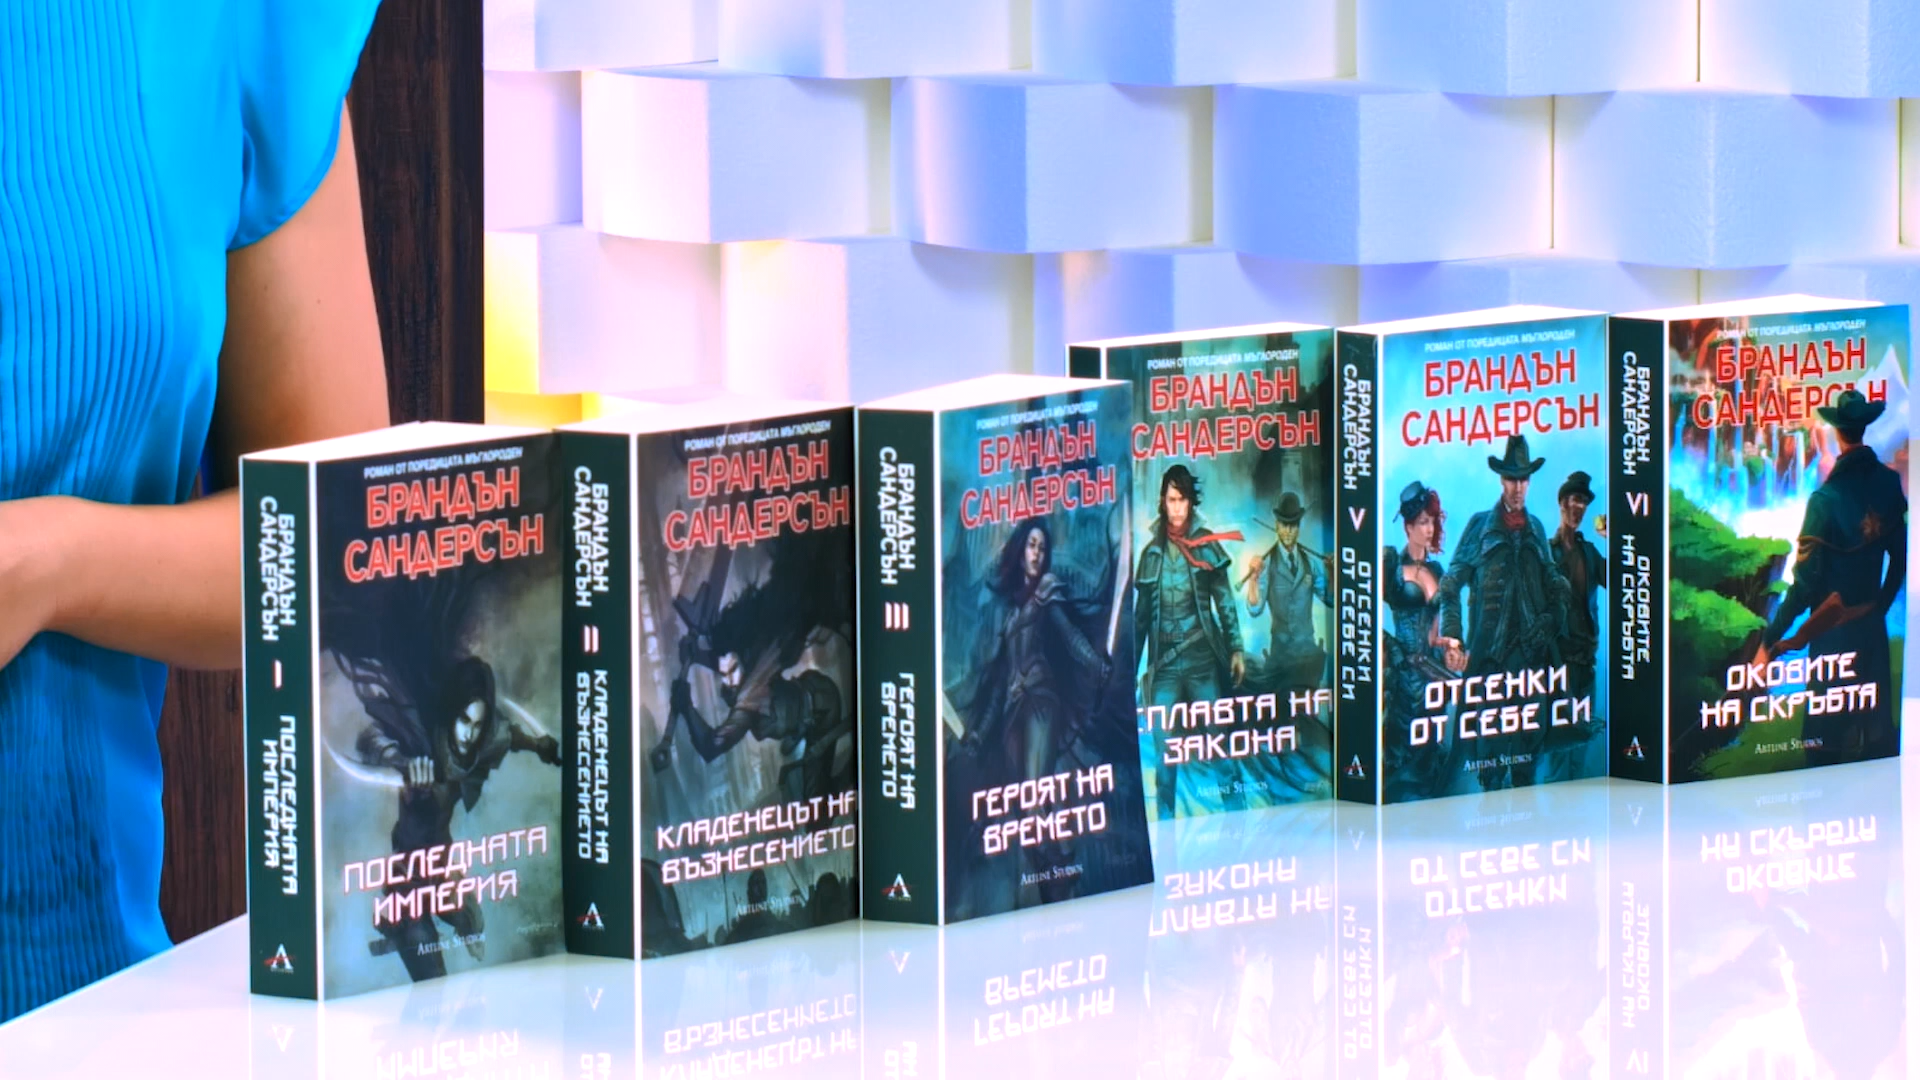 БРАНДЪН
САНДЕРСЪН
I
ПОСЛЕДНАТА
ИМПЕРИЯ
РОМАН ОТ ПОРЕДИЦАТА МЪГЛОРОДЕН
БРАНДЪН
САНДЕРСЪН
ПОСЛЕДНАТА
ИМПЕРИЯ
ARTLINE STUDIOS
БРАНДЪН
САНДЕРСЪН
II
КЛАДЕНЕЦЪТ НА
ВЪЗНЕСЕНИЕТО
РОМАН ОТ ПОРЕДИЦАТА МЪГЛОРОДЕН
БРАНДЪН
САНДЕРСЪН
КЛАДЕНЕЦЪТ НА
ВЪЗНЕСЕНИЕТО
ARTLINE STUDIOS
БРАНДЪН
САНДЕРСЪН
III
ГЕРОЯТ НА
ВРЕМЕТО
РОМАН ОТ ПОРЕДИЦАТА МЪГЛОРОДЕН
БРАНДЪН
САНДЕРСЪН
ГЕРОЯТ НА
ВРЕМЕТО
ARTLINE STUDIOS
РОМАН ОТ ПОРЕДИЦАТА МЪГЛОРОДЕН
БРАНДЪН
САНДЕРСЪН
СПЛАВТА НА
ЗАКОНА
ARTLINE STUDIOS
БРАНДЪН
САНДЕРСЪН
V
ОТСЕНКИ
ОТ СЕБЕ СИ
РОМАН ОТ ПОРЕДИЦАТА МЪГЛОРОДЕН
БРАНДЪН
САНДЕРСЪН
ОТСЕНКИ
ОТ СЕБЕ СИ
ARTLINE STUDIOS
БРАНДЪН
САНДЕРСЪН
VI
ОКОВИТЕ
НА СКРЪБТА
РОМАН ОТ ПОРЕДИЦАТА МЪГЛОРОДЕН
БРАНДЪН
САНДЕРСЪН
ОКОВИТЕ
НА СКРЪБТА
ARTLINE STUDIOS